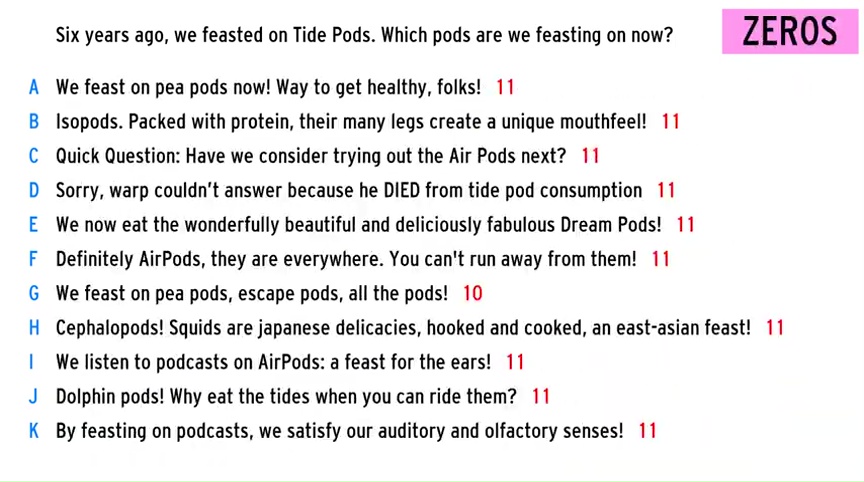 Six years ago, we feasted on Tide Pods. Which pods are we feasting on now?
ZEROS
A We feast on pea pods now! Way to get healthy, folks! 11
B Isopods. Packed with protein, their many legs create a unique mouthfeel! 11
C Quick Question: Have we consider trying out the Air Pods next? 11
D Sorry, warp couldn't answer because he DIED from tide pod consumption 11
E We now eat the wonderfully beautiful and deliciously fabulous Dream Pods! 11
F Definitely AirPods, they are everywhere. You can't run away from them! 11
G We feast on pea pods, escape pods, all the pods! 10
H Cephalopods! Squids are japanese delicacies, hooked and cooked, an east-asian feast! 11
I We listen to podcasts on AirPods: a feast for the ears! 11
J Dolphin pods! Why eat the tides when you can ride them? 11
K By feasting on podcasts, we satisfy our auditory and olfactory senses! 11